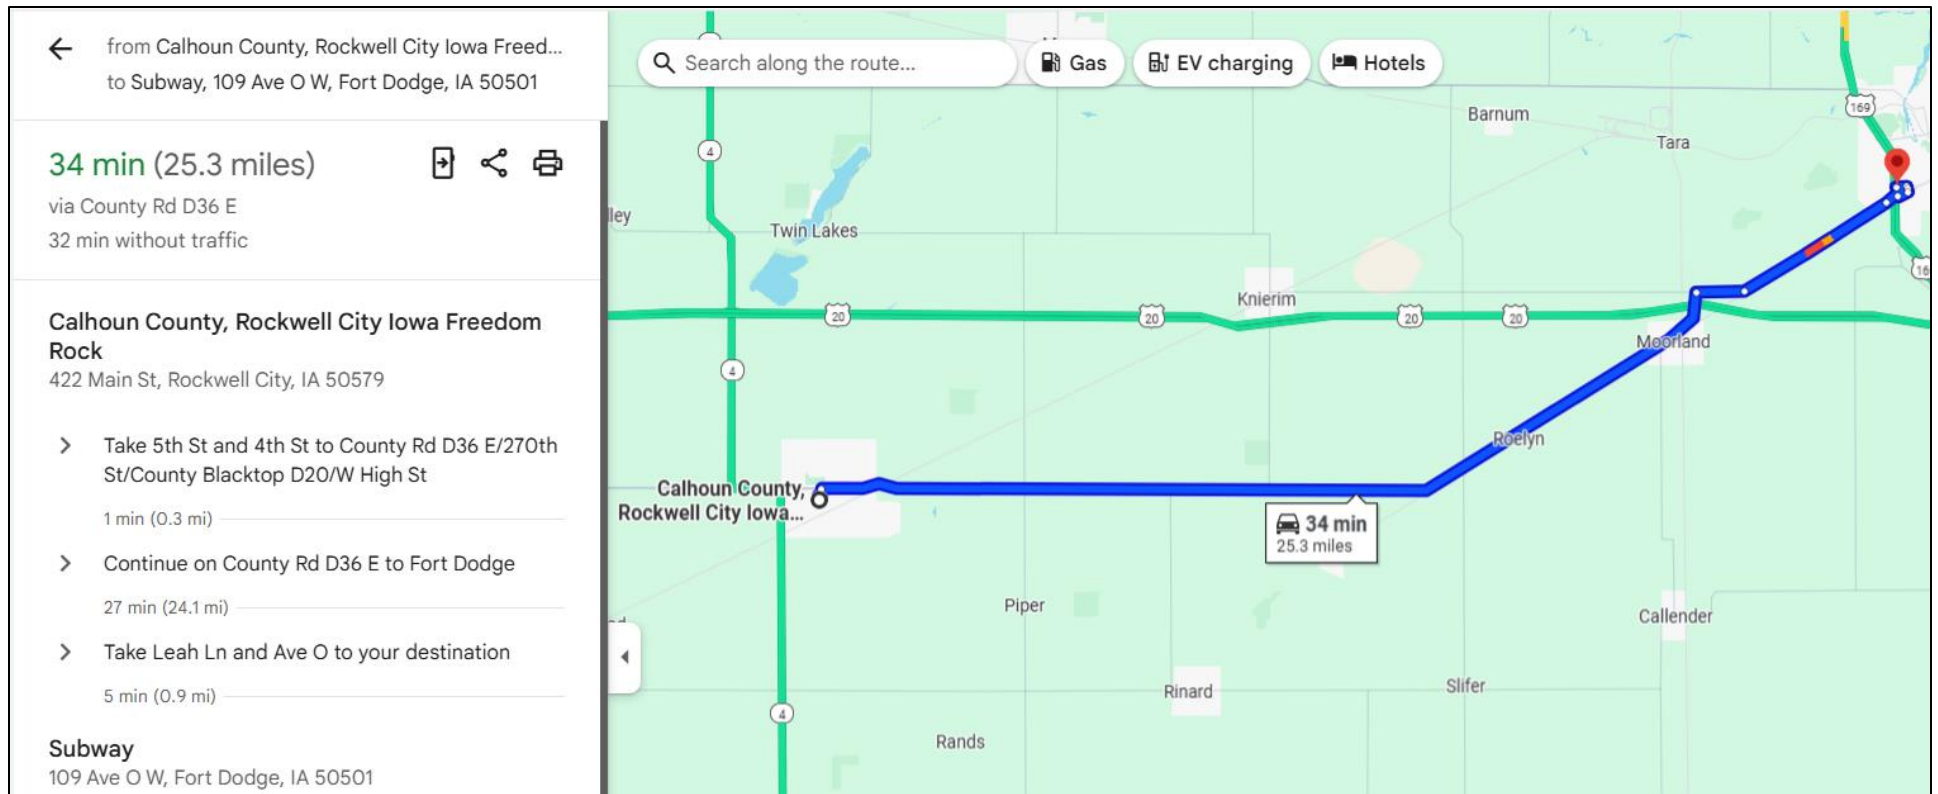 from Calhoun County, Rockwell City Iowa Freed...
to Subway, 109 Ave O W, Fort Dodge, IA 50501
34 min (25.3 miles)
via County Rd D36 E
32 min without traffic
Calhoun County, Rockwell City Iowa Freedom
Rock
422 Main St, Rockwell City, IA 50579
Take 5th St and 4th St to County Rd D36 E/270th
St/County Blacktop D20/W High St
1 min (0.3 mi)
Continue on County Rd D36 E to Fort Dodge
27 min (24.1 mi)
Take Leah Ln and Ave O to your destination
5 min (0.9 mi)
Subway
109 Ave O W, Fort Dodge, IA 50501
Search along the route...
Gas
EV charging
Hotels
Barnum
169
Tara
4
lley
Twin Lakes
16
Knierim
20
20
20
20
Moorland
4
Roelyn
Calhoun County,
Rockwell City Iowa...
34 min
25.3 miles
Piper
Callender
Rinard
Slifer
4
Rands